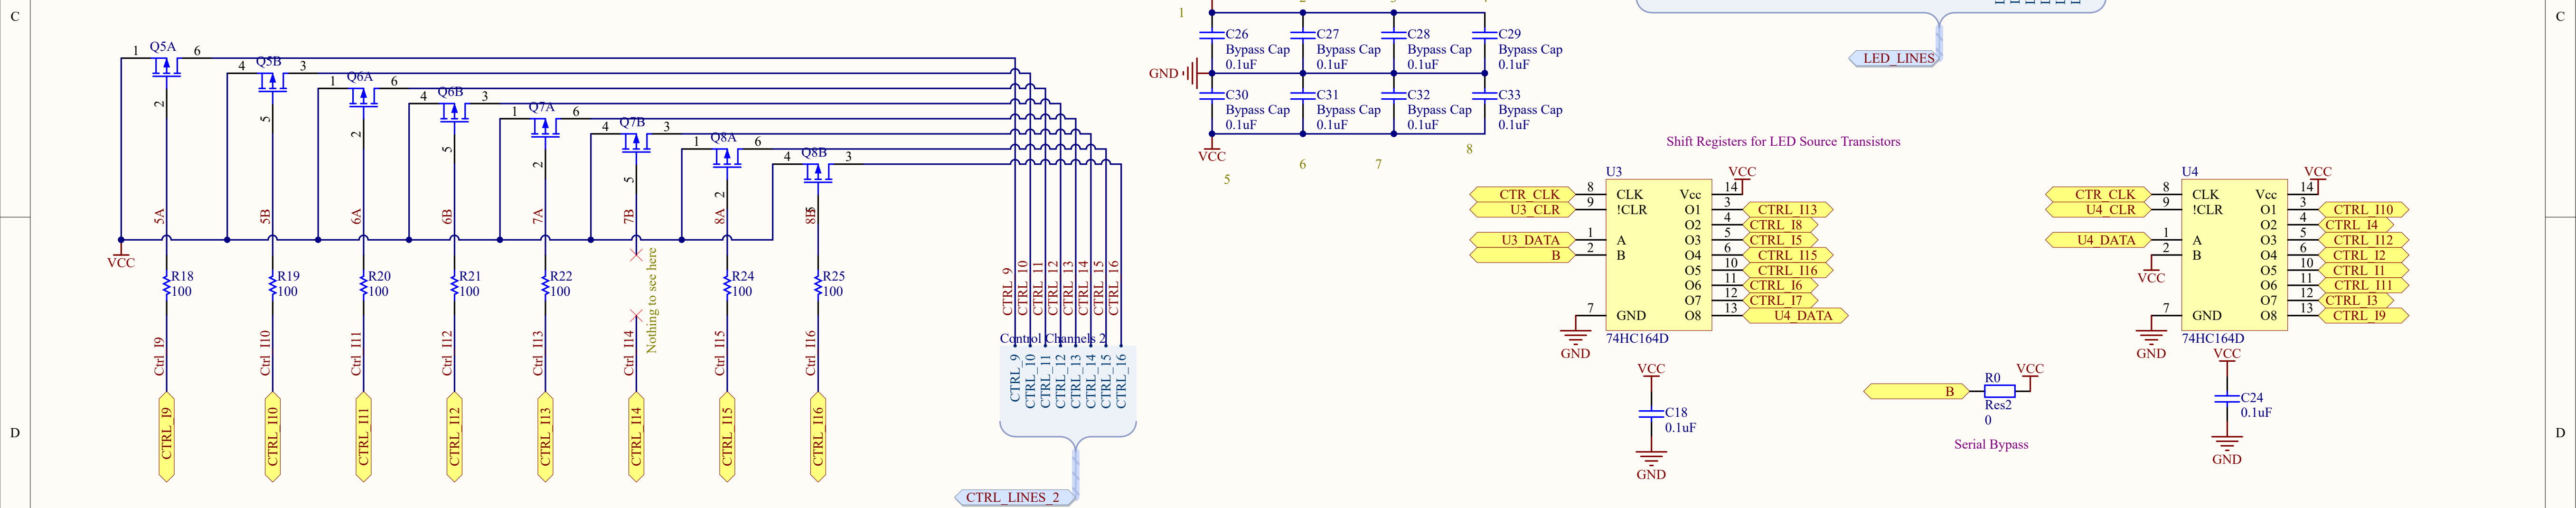 C
C
Q5A
1
6
2
Q5B
4
3
5
Q6A
1
6
2
Q6B
4
3
5
Q7A
1
6
2
Q7B
4
3
5
Q8A
1
6
2
Q8B
4
3
5A
5B
6A
6B
7A
7B
8A
8B
VCC
R18
100
R19
100
R20
100
R21
100
R22
100
Nothing to see here
R24
100
R25
100
Ctrl I9
Ctrl I10
Ctrl I11
Ctrl I12
Ctrl I13
Ctrl I14
Ctrl I15
Ctrl I16
CTRL_I9
CTRL_I10
CTRL_I11
CTRL_I12
CTRL_I13
CTRL_I14
CTRL_I15
CTRL_I16
CTRL 9
CTRL 10
CTRL 11
CTRL 12
CTRL 13
CTRL 14
CTRL 15
CTRL 16
Control Channels 2
CTRL_9
CTRL_10
CTRL_11
CTRL_12
CTRL_13
CTRL_14
CTRL_15
CTRL_16
CTRL_LINES_2
1
C26
Bypass Cap
0.1uF
C27
Bypass Cap
0.1uF
C28
Bypass Cap
0.1uF
C29
Bypass Cap
0.1uF
GND
C30
Bypass Cap
0.1uF
C31
Bypass Cap
0.1uF
C32
Bypass Cap
0.1uF
C33
Bypass Cap
0.1uF
VCC
5
6
7
8
LED_LINES
Shift Registers for LED Source Transistors
U3
VCC
CTR_CLK 8 CLK Vcc 14
U3_CLR 9 !CLR O1 3 CTRL_I13
O2 4 CTRL_I8
U3_DATA 1 A O3 5 CTRL_I5
B 2 B O4 6 CTRL_I15
O5 10 CTRL_I16
O6 11 CTRL_I6
O7 12 CTRL_I7
7 GND O8 13 U4_DATA
GND
74HC164D
VCC
C18
0.1uF
GND
U4
VCC
CTR_CLK 8 CLK Vcc 14
U4_CLR 9 !CLR O1 3 CTRL_I10
O2 4 CTRL_I4
U4_DATA 1 A O3 5 CTRL_I12
2 B O4 6 CTRL_I2
VCC
O5 10 CTRL_I1
O6 11 CTRL_I11
O7 12 CTRL_I3
7 GND O8 13 CTRL_I9
GND
74HC164D
VCC
C24
0.1uF
GND
B
R0
VCC
Res2
0
Serial Bypass
D
D